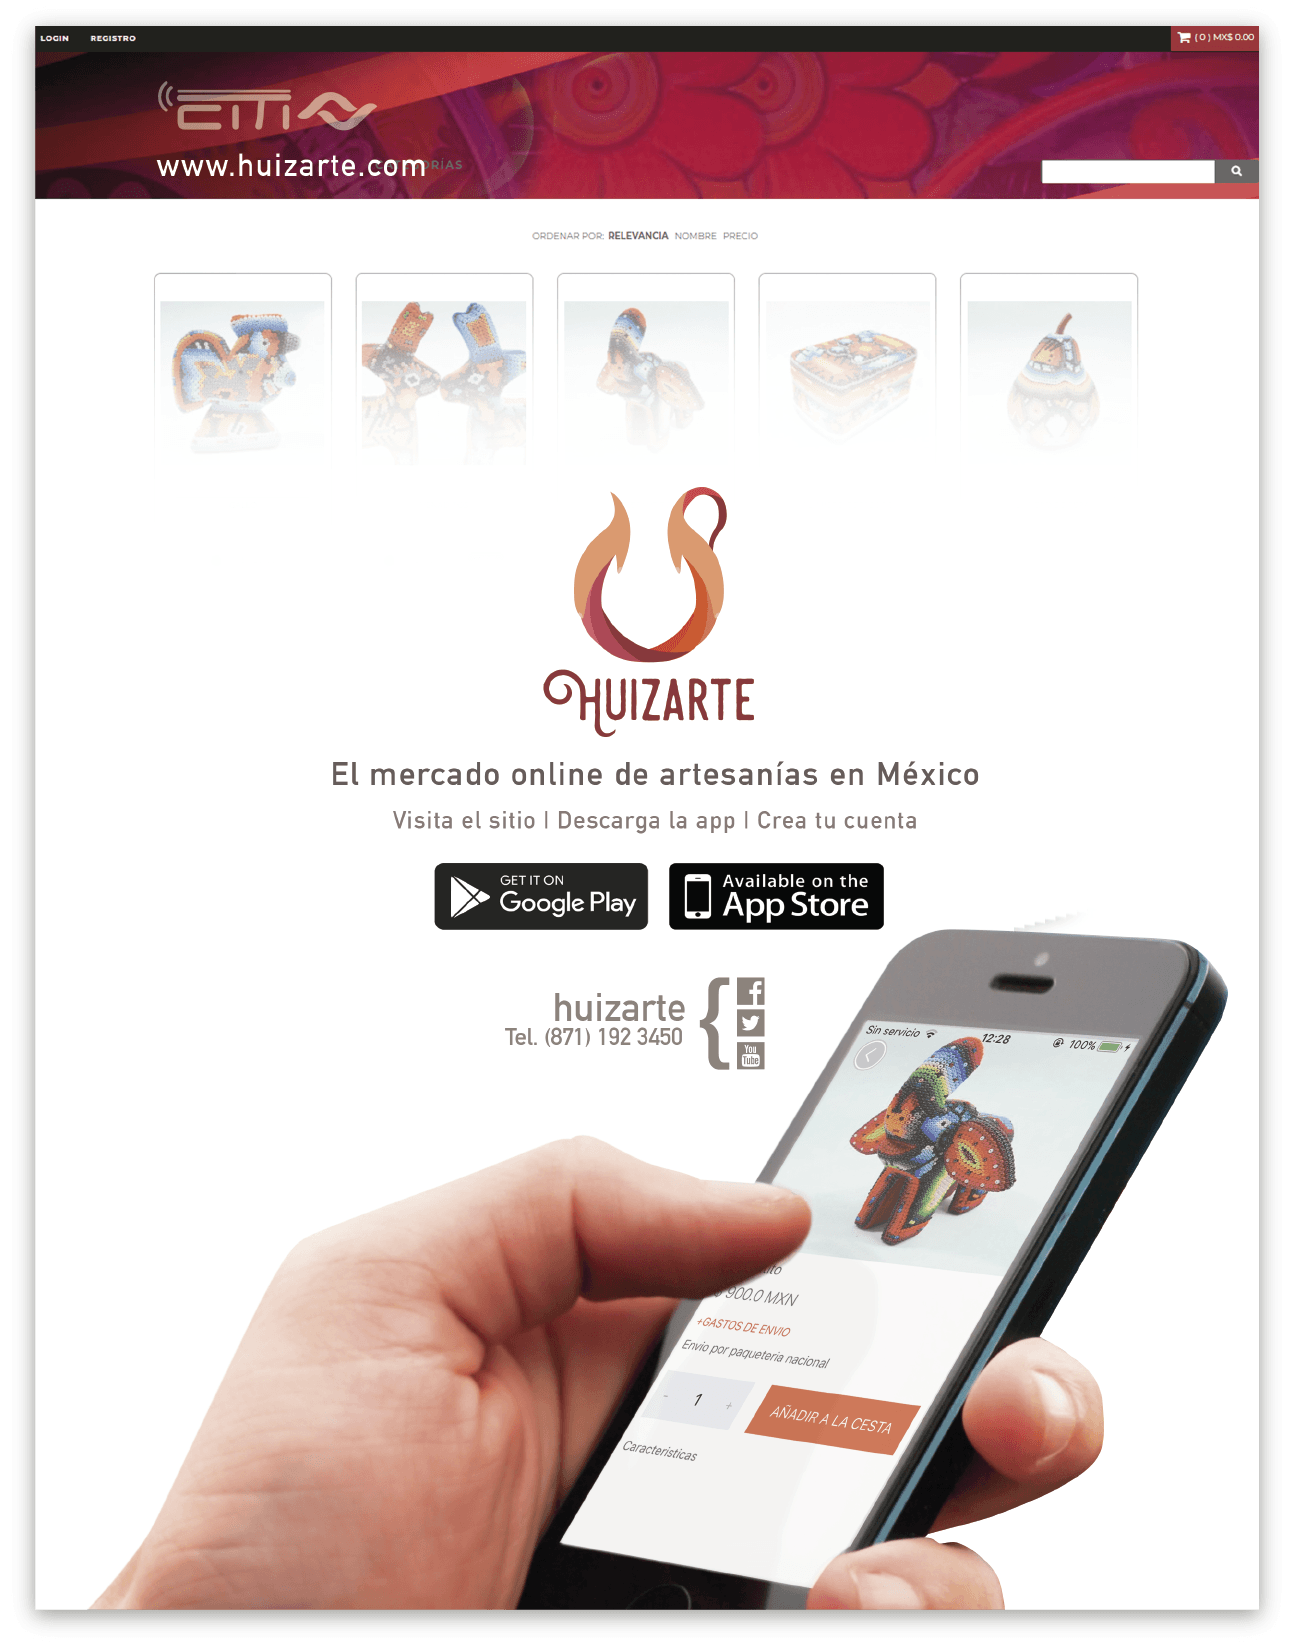 LOGIN REGISTRO
( 0 ) MX$ 0.00
CITIA
www.huizarte.com
ORDENAR POR: RELEVANCIA NOMBRE PRECIO
HUIZARTE
El mercado online de artesanías en México
Visita el sitio | Descarga la app | Crea tu cuenta
GET IT ON
Google Play
Available on the
App Store
huizarte
Tel. (871) 192 3450
You
Tube
Sin servicio 12:28 100%
900.0 MXN
+GASTOS DE ENVIO
Envio por paqueteria nacional
- 1 +
AÑADIR A LA CESTA
Caracteristicas